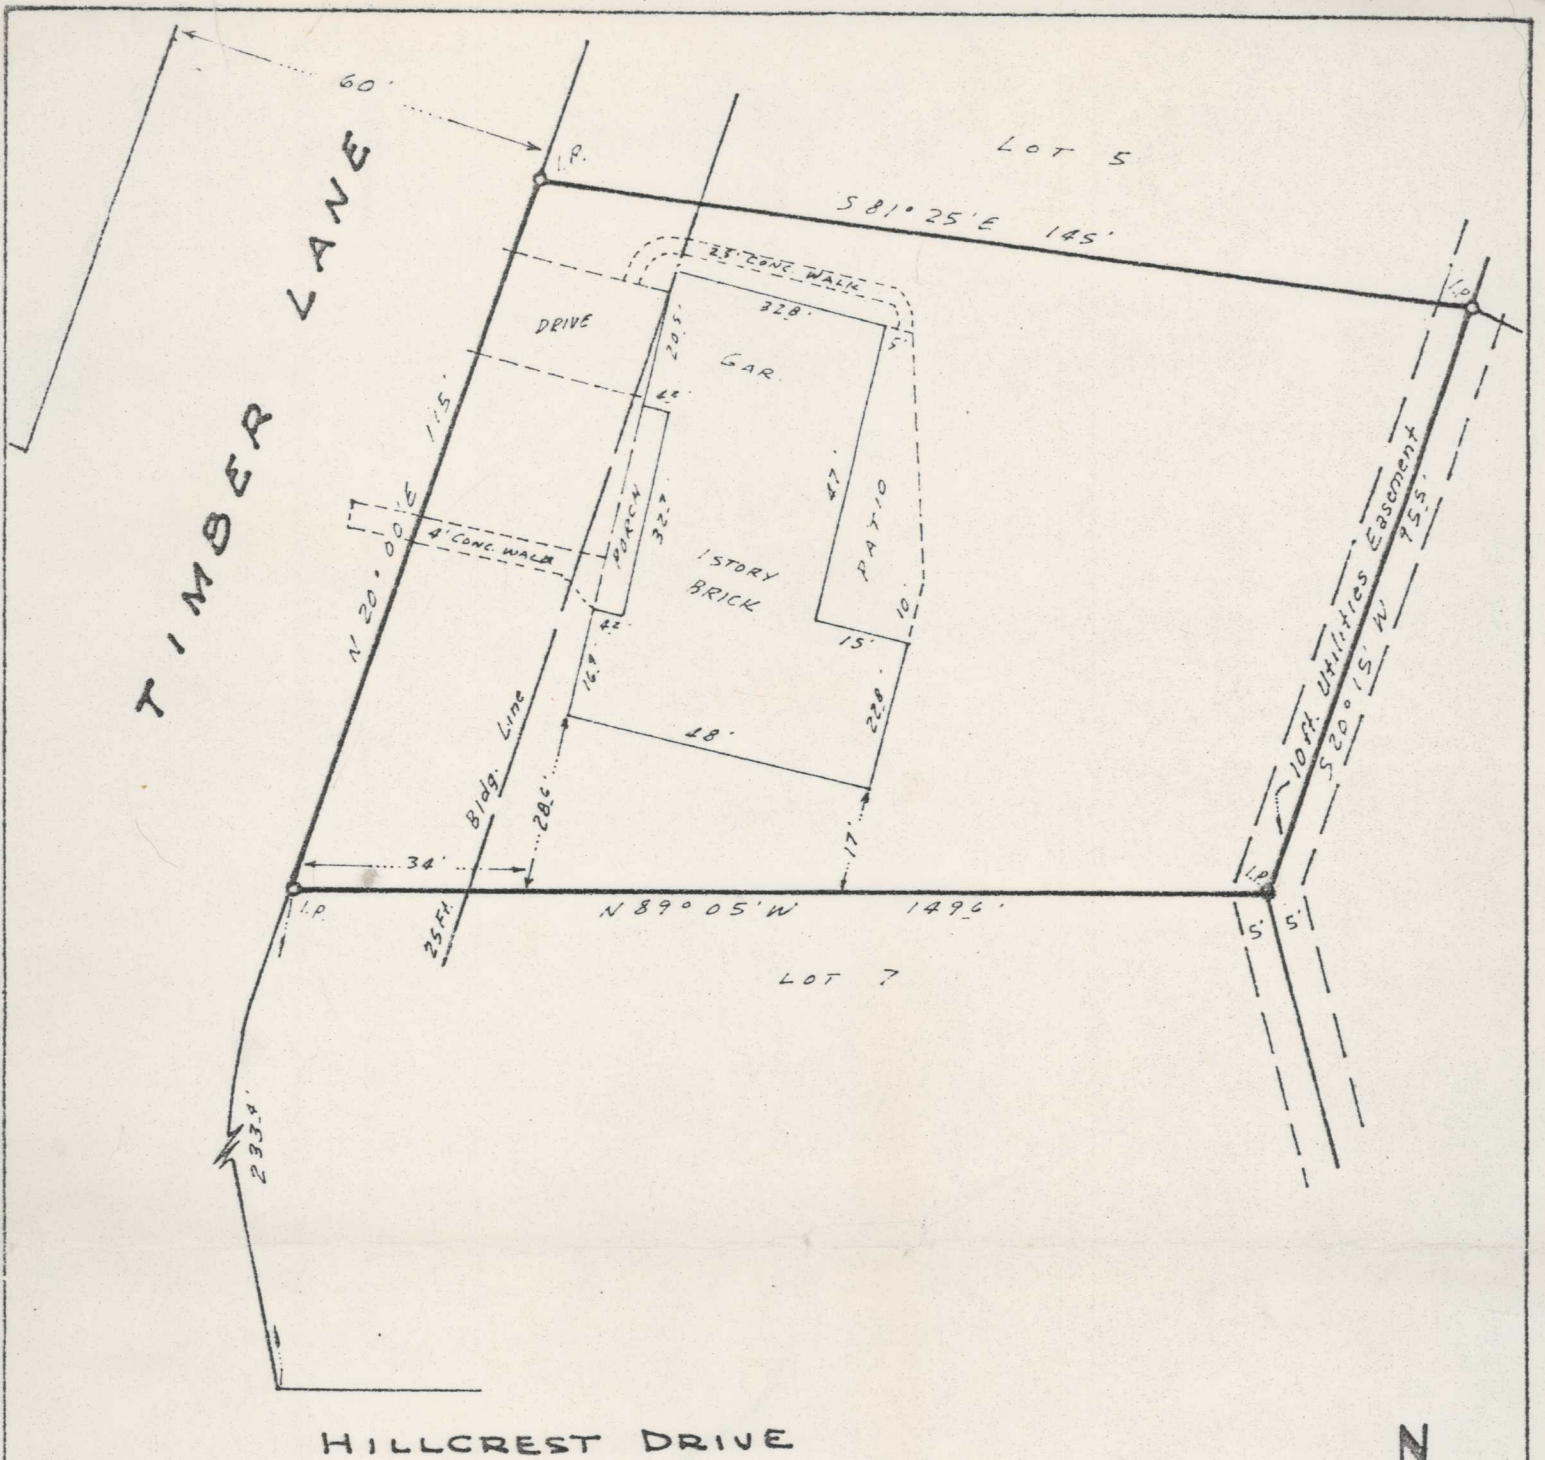 60'
TIMBER LANE
I.P.
LOT 5
S 81° 25' E 145'
I.P.
2.5' CONC. WALK
32.8'
5'
DRIVE
20.5'
GAR.
4.2'
N 20° 00' E 115'
47'
PATIO
PORCH
32.7'
4' CONC. WALK
1 STORY
BRICK
10'
15'
4.2'
16.9'
22.8'
48'
10 ft. Utilities Easement
S 20° 15' W 95.5'
25 Ft. Bldg. Line
28.6'
17'
34'
I.P.
I.P.
N 89° 05' W 149.6'
5' 5'
LOT 7
233.4'
HILLCREST DRIVE
N